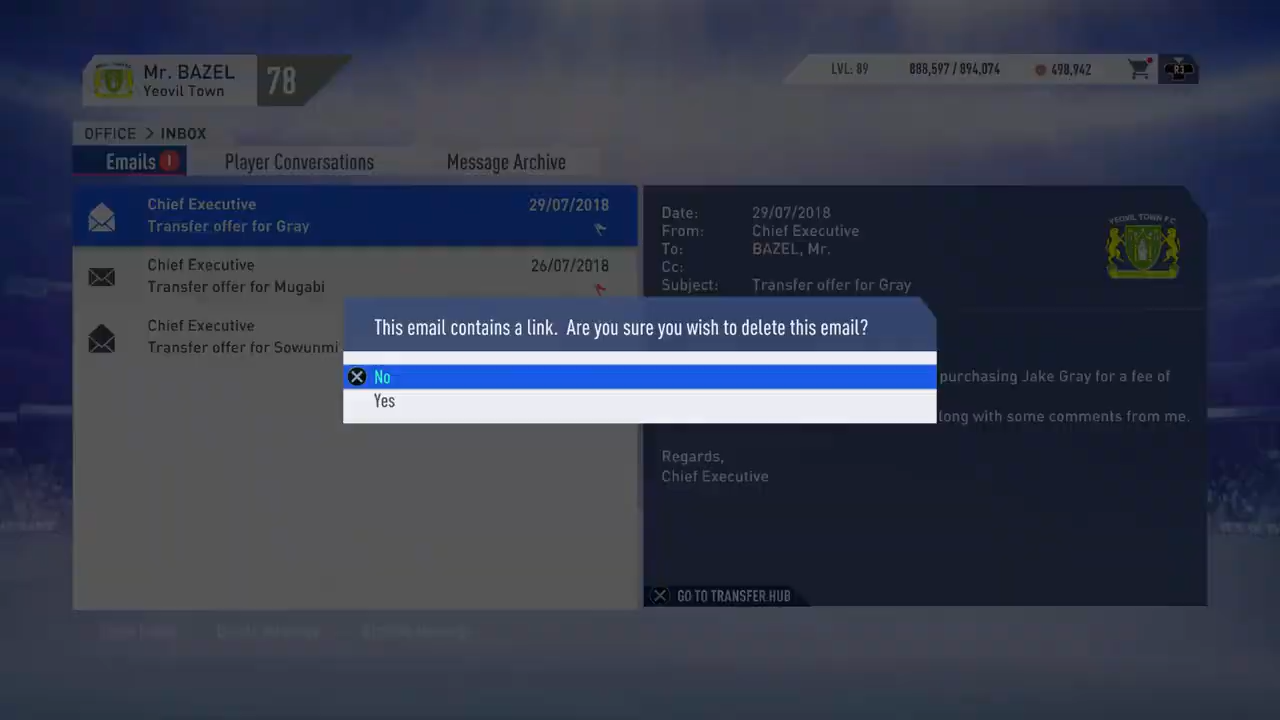 Mr. BAZEL
Yeovil Town
78
LVL: 89
888,597 / 894,074
498,942
R3
OFFICE > INBOX
Emails !
Player Conversations
Message Archive
Chief Executive
29/07/2018
Transfer offer for Gray
Chief Executive
26/07/2018
Transfer offer for Mugabi
Chief Executive
Transfer offer for Sowunmi
Date: 29/07/2018
From: Chief Executive
To: BAZEL, Mr.
Cc:
Subject: Transfer offer for Gray
YEOVIL TOWN F.C
This email contains a link. Are you sure you wish to delete this email?
No
Yes
purchasing Jake Gray for a fee of
long with some comments from me.
Regards,
Chief Executive
GO TO TRANSFER HUB